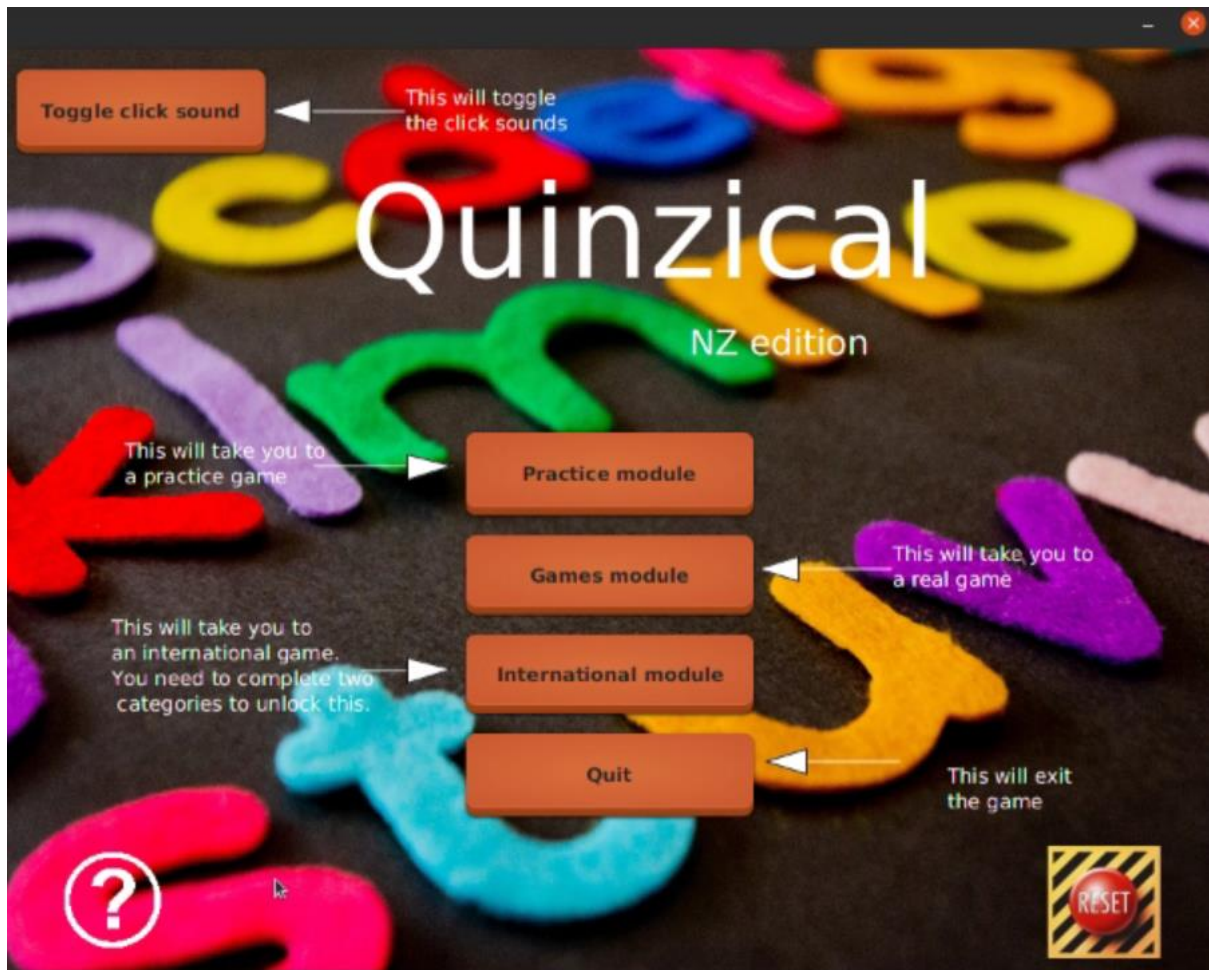 Toggle click sound
This will toggle
the click sounds
Quinzical
NZ edition
This will take you to
a practice game
Practice module
Games module
This will take you to
a real game
This will take you to
an international game.
You need to complete two
categories to unlock this.
International module
Quit
This will exit
the game
?
RESET